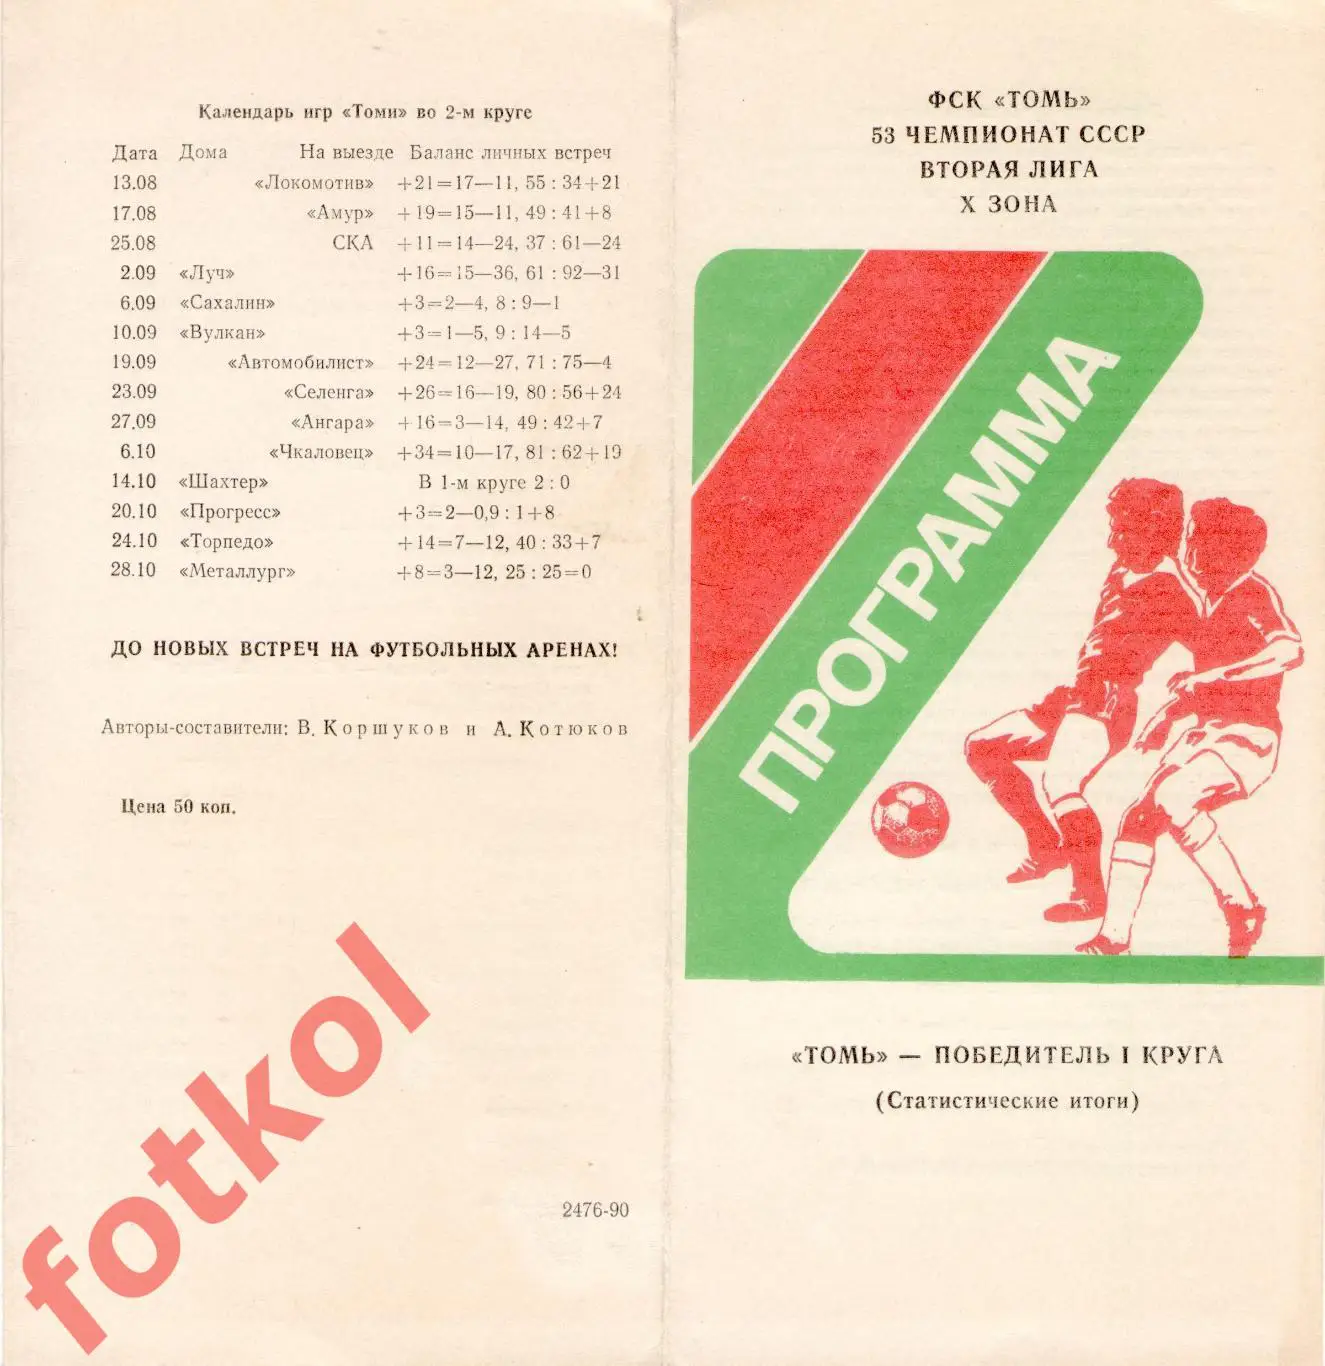 Календарь игр «Томи» во 2-м круге
Дата Дома На выезде Баланс личных встреч
13.08 «Локомотив» +21=17—11, 55 : 34+21
17.08 «Амур» +19=15—11, 49 : 41+8
25.08 СКА +11=14—24, 37 : 61—24
2.09 «Луч» +16=15—36, 61 : 92—31
6.09 «Сахалин» +3=2—4, 8 : 9—1
10.09 «Вулкан» +3=1—5, 9 : 14—5
19.09 «Автомобилист» +24=12—27, 71 : 75—4
23.09 «Селенга» +26=16—19, 80 : 56+24
27.09 «Ангара» +16=3—14, 49 : 42+7
6.10 «Чкаловец» +34=10—17, 81 : 62+19
14.10 «Шахтер» В 1-м круге 2 : 0
20.10 «Прогресс» +3=2—0,9 : 1+8
24.10 «Торпедо» +14=7—12, 40 : 33+7
28.10 «Металлург» +8=3—12, 25 : 25=0
ДО НОВЫХ ВСТРЕЧ НА ФУТБОЛЬНЫХ АРЕНАХ!
Авторы-составители: В. Коршуков и А. Котюков
Цена 50 коп.
2476-90
fotkol
ФСК «ТОМЬ»
53 ЧЕМПИОНАТ СССР
ВТОРАЯ ЛИГА
X ЗОНА
ПРОГРАММА
«ТОМЬ» — ПОБЕДИТЕЛЬ I КРУГА
(Статистические итоги)